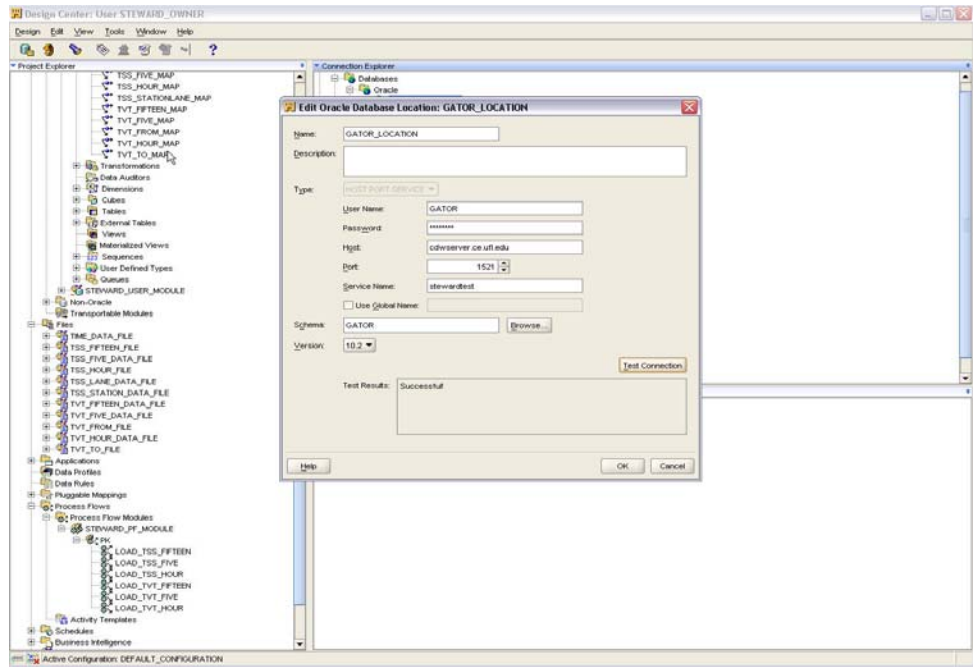 Design Center: User STEWARD_OWNER
Design Edit View Tools Window Help
Project Explorer
TSS_FIVE_MAP
TSS_HOUR_MAP
TSS_STATIONLANE_MAP
TVT_FIFTEEN_MAP
TVT_FIVE_MAP
TVT_FROM_MAP
TVT_HOUR_MAP
TVT_TO_MAP
Transformations
Data Auditors
Dimensions
Cubes
Tables
External Tables
Views
Materialized Views
Sequences
User Defined Types
Queues
STEWARD_USER_MODULE
Non-Oracle
Transportable Modules
Files
TIME_DATA_FILE
TSS_FIFTEEN_FILE
TSS_FIVE_DATA_FILE
TSS_HOUR_FILE
TSS_LANE_DATA_FILE
TSS_STATION_DATA_FILE
TVT_FIFTEEN_DATA_FILE
TVT_FIVE_DATA_FILE
TVT_FROM_FILE
TVT_HOUR_DATA_FILE
TVT_TO_FILE
Applications
Data Profiles
Data Rules
Pluggable Mappings
Process Flows
Process Flow Modules
STEWARD_PF_MODULE
PK
LOAD_TSS_FIFTEEN
LOAD_TSS_FIVE
LOAD_TSS_HOUR
LOAD_TVT_FIFTEEN
LOAD_TVT_FIVE
LOAD_TVT_HOUR
Activity Templates
Schedules
Business Intelligence
Connection Explorer
Databases
Oracle
Edit Oracle Database Location: GATOR_LOCATION
Name: GATOR_LOCATION
Description:
Type: HOST:PORT:SERVICE
User Name: GATOR
Password: ********
Host: cdwserver.ce.ufl.edu
Port: 1521
Service Name: stewardtest
Use Global Name:
Schema: GATOR Browse...
Version: 10.2
Test Connection
Test Results: Successful!
Help OK Cancel
Active Configuration: DEFAULT_CONFIGURATION